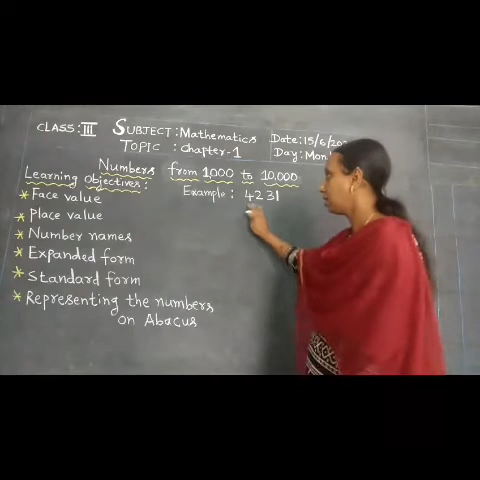 CLASS: III SUBJECT: Mathematics Date: 15/6/20
TOPIC : Chapter-1 Day: Mon
Numbers from 1000 to 10,000
Learning objectives: Example: 4231
* Face value
* Place value
* Number names
* Expanded form
* Standard form
* Representing the numbers
on Abacus